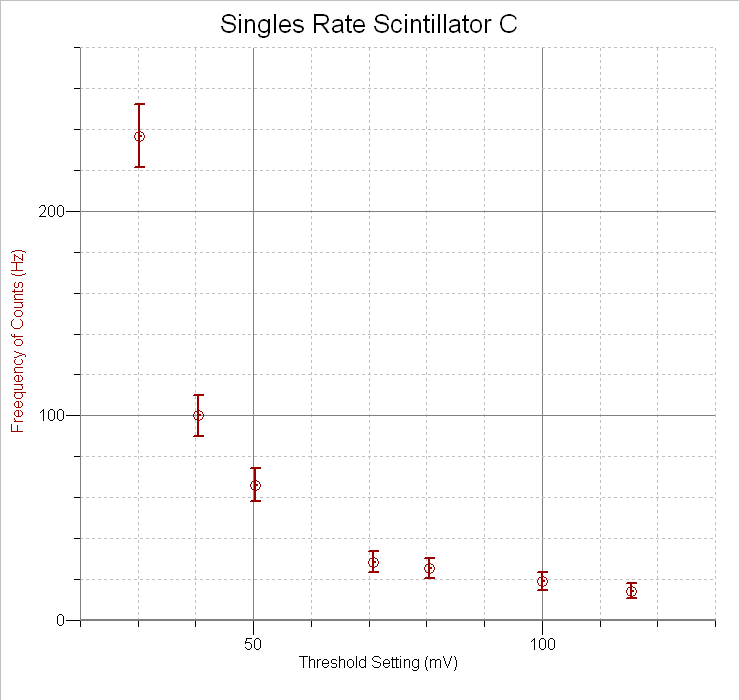 Singles Rate Scintillator C
200
100
0
Freequency of Counts (Hz)
50
100
Threshold Setting (mV)